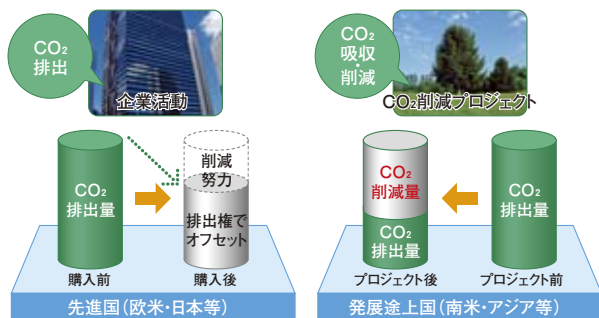 CO2
排出
企業活動
CO2
吸収・
削減
CO2削減プロジェクト
CO2
排出量
削減
努力
排出権で
オフセット
CO2
削減量
CO2
排出量
CO2
排出量
購入前
購入後
プロジェクト後
プロジェクト前
先進国(欧米・日本等)
発展途上国(南米・アジア等)